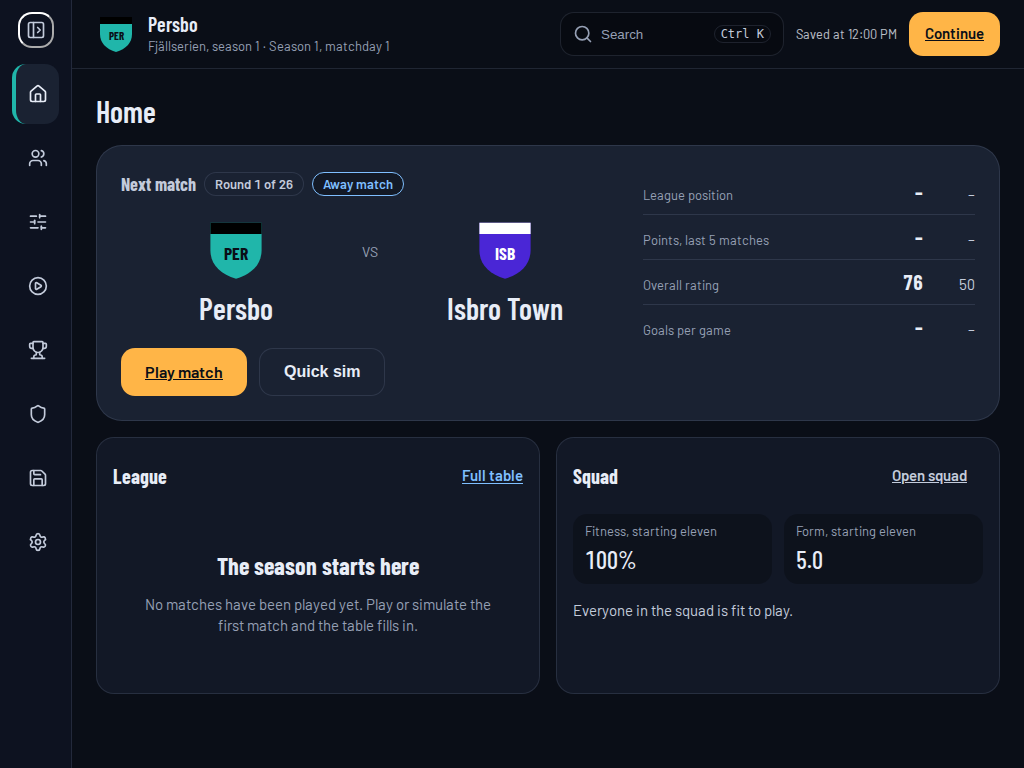 PER
Persbo
Fjällserien, season 1 · Season 1, matchday 1
Search
Ctrl K
Saved at 12:00 PM
Continue
Home
Next match
Round 1 of 26
Away match
PER
VS
ISB
Persbo
Isbro Town
Play match
Quick sim
League position - –
Points, last 5 matches - –
Overall rating 76 50
Goals per game - –
League
Full table
The season starts here
No matches have been played yet. Play or simulate the
first match and the table fills in.
Squad
Open squad
Fitness, starting eleven
100%
Form, starting eleven
5.0
Everyone in the squad is fit to play.